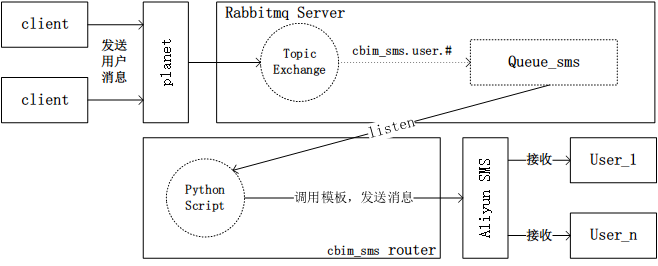 Rabbitmq Server
client
发送
用户
消息
client
planet
Topic
Exchange
cbim_sms.user.#
Queue_sms
listen
Python
Script
调用模板，发送消息
cbim_sms router
Aliyun SMS
接收
User_1
接收
User_n